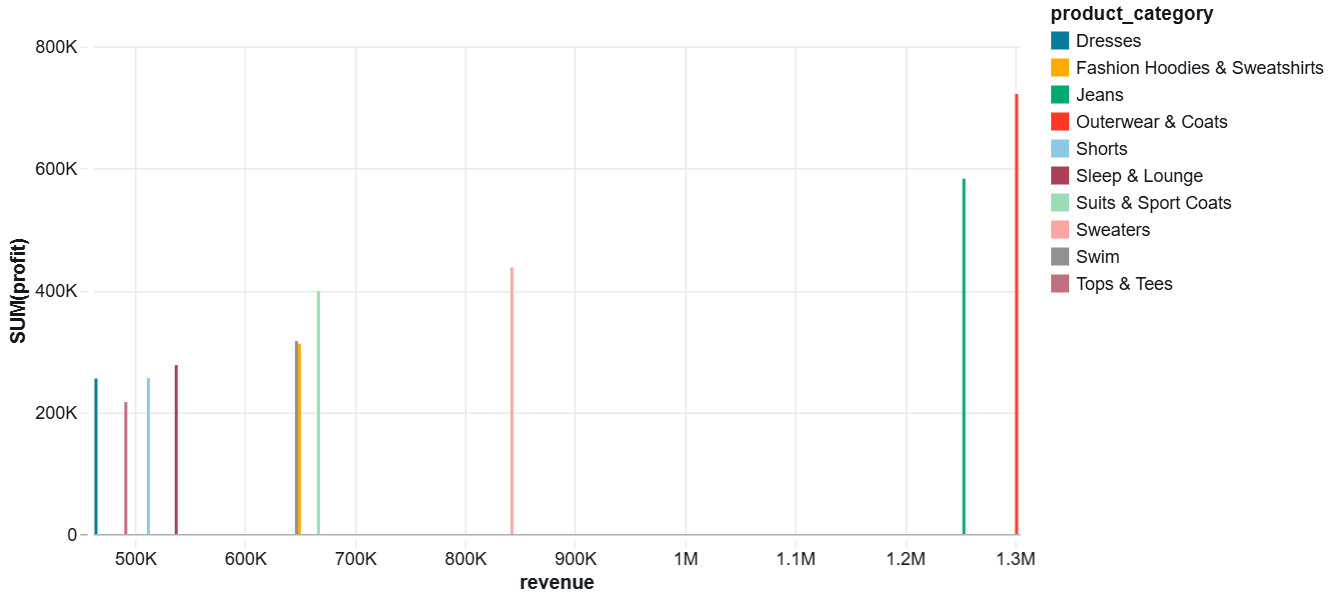 product_category
Dresses
Fashion Hoodies & Sweatshirts
Jeans
Outerwear & Coats
Shorts
Sleep & Lounge
Suits & Sport Coats
Sweaters
Swim
Tops & Tees
SUM(profit)
800K
600K
400K
200K
0
500K
600K
700K
800K
900K
1M
1.1M
1.2M
1.3M
revenue